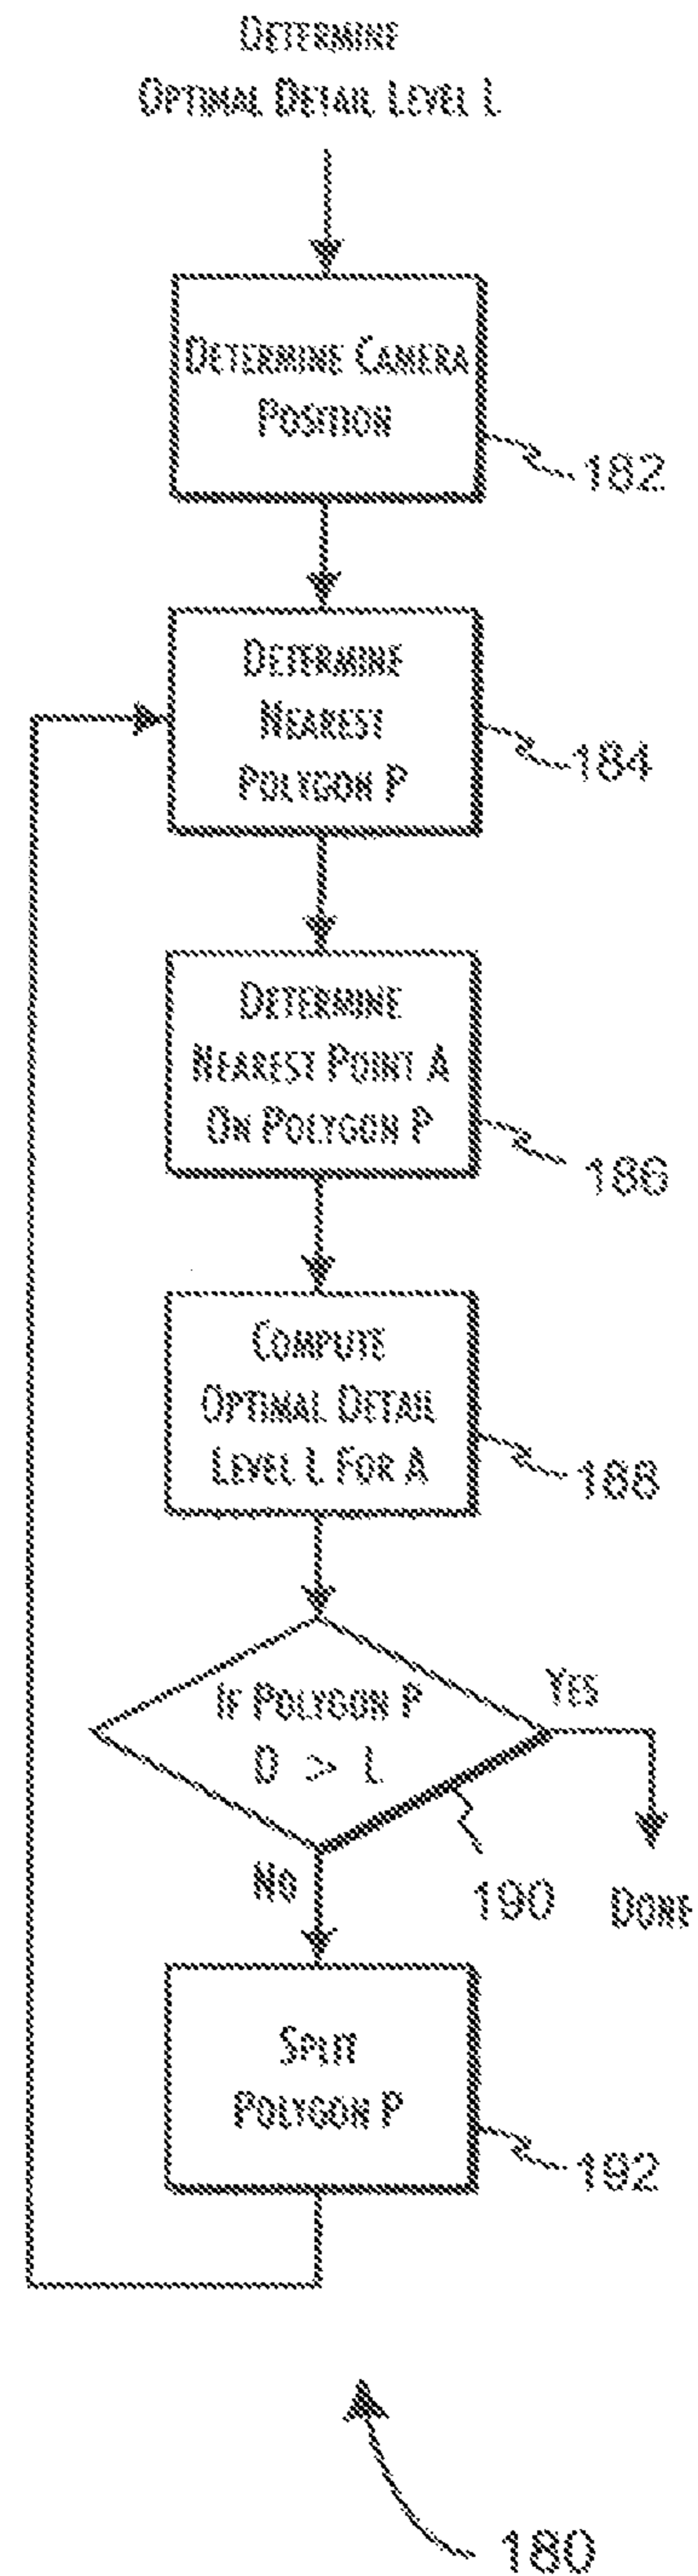 DETERMINE
OPTIMAL DETAIL LEVEL L
DETERMINE CAMERA
POSITION
182
DETERMINE
NEAREST
POLYGON P
184
DETERMINE
NEAREST POINT A
ON POLYGON P
186
COMPUTE
OPTIMAL DETAIL
LEVEL L FOR A
188
IF POLYGON P
D > L
YES
190
DONE
NO
SPLIT
POLYGON P
192
180